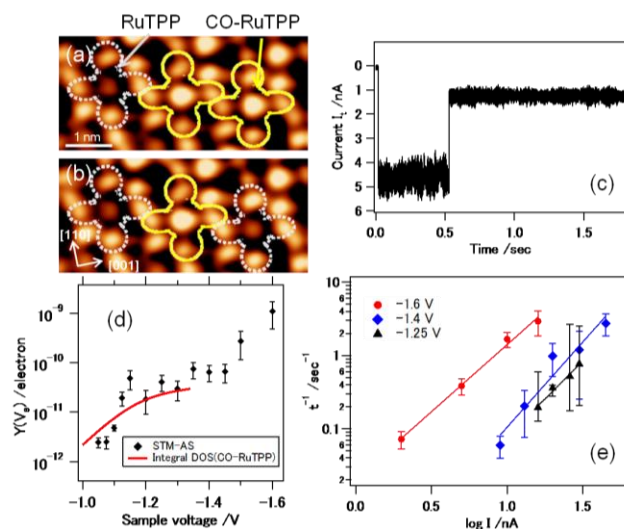 RuTPP CO-RuTPP
(a)
1 nm
(b)
[110]
[001]
0
1
2
3
4
5
6
Current Iₜ /nA
(c)
0
0.5
1.0
1.5
Time /sec
(d)
10⁻⁹
10⁻¹⁰
10⁻¹¹
10⁻¹²
Y(Vₛ) / electron
STM-AS
Integral DOS(CO-RuTPP)
-1.0 -1.2 -1.4 -1.6
Sample voltage /V
−1.6 V
−1.4 V
−1.25 V
10
6
4
2
1
6
4
2
0.1
6
4
t⁻¹ /sec⁻¹
(e)
0 0.5 1.0 1.5
log I /nA